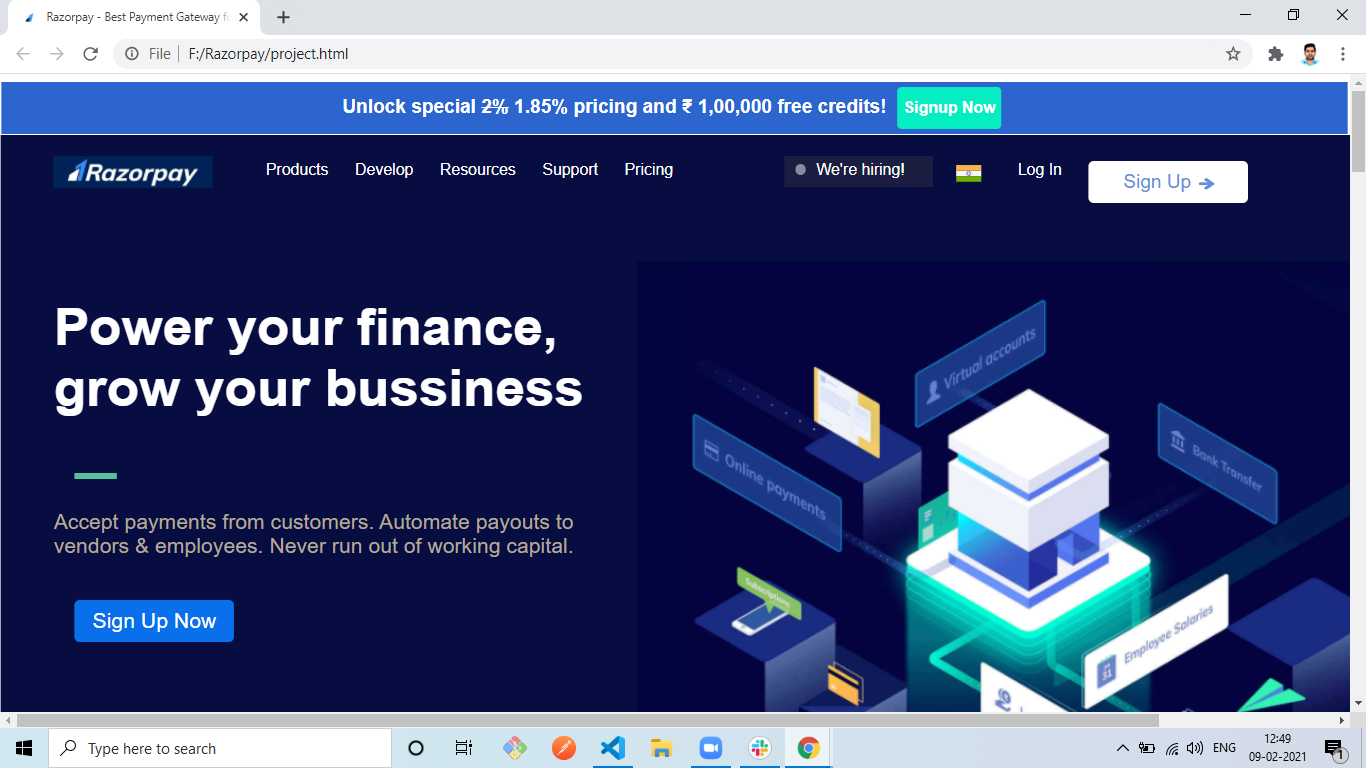 Razorpay - Best Payment Gateway fo
File
F:/Razorpay/project.html
Unlock special 2% 1.85% pricing and ₹ 1,00,000 free credits! Signup Now
Razorpay
Products Develop Resources Support Pricing
We're hiring!
Log In
Sign Up ➔
Power your finance,
grow your bussiness
Accept payments from customers. Automate payouts to
vendors & employees. Never run out of working capital.
Sign Up Now
Virtual accounts
Online payments
Bank Transfer
Subscriptions
Employee Salaries
31
Type here to search
ENG
12:49
09-02-2021
1